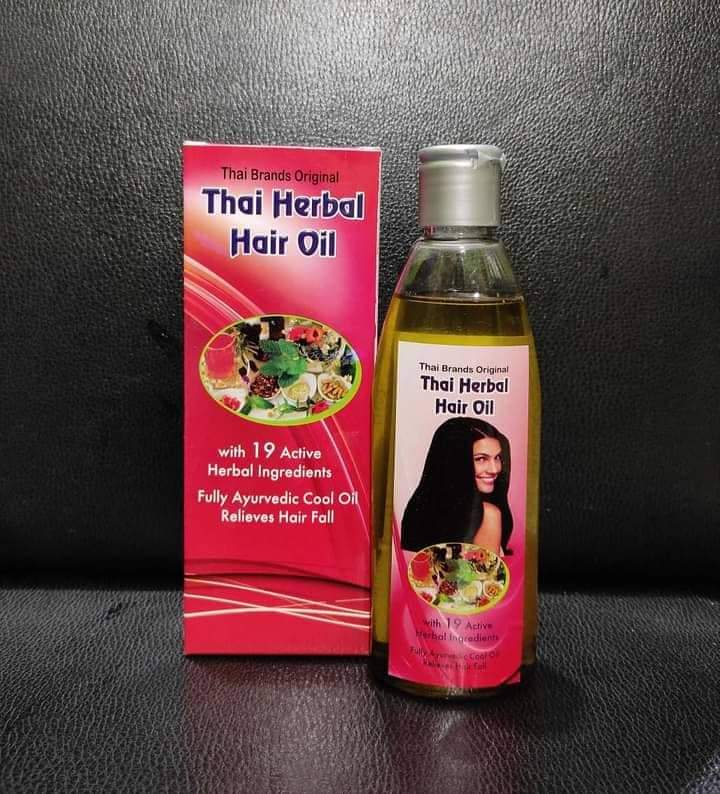 Thai Brands Original
Thai Herbal
Hair Oil
with 19 Active
Herbal Ingredients
Fully Ayurvedic Cool Oil
Relieves Hair Fall
Thai Brands Original
Thai Herbal
Hair Oil
with 19 Active
Herbal Ingredients
Fully Ayurvedic Cool Oil
Relieves Hair Fall